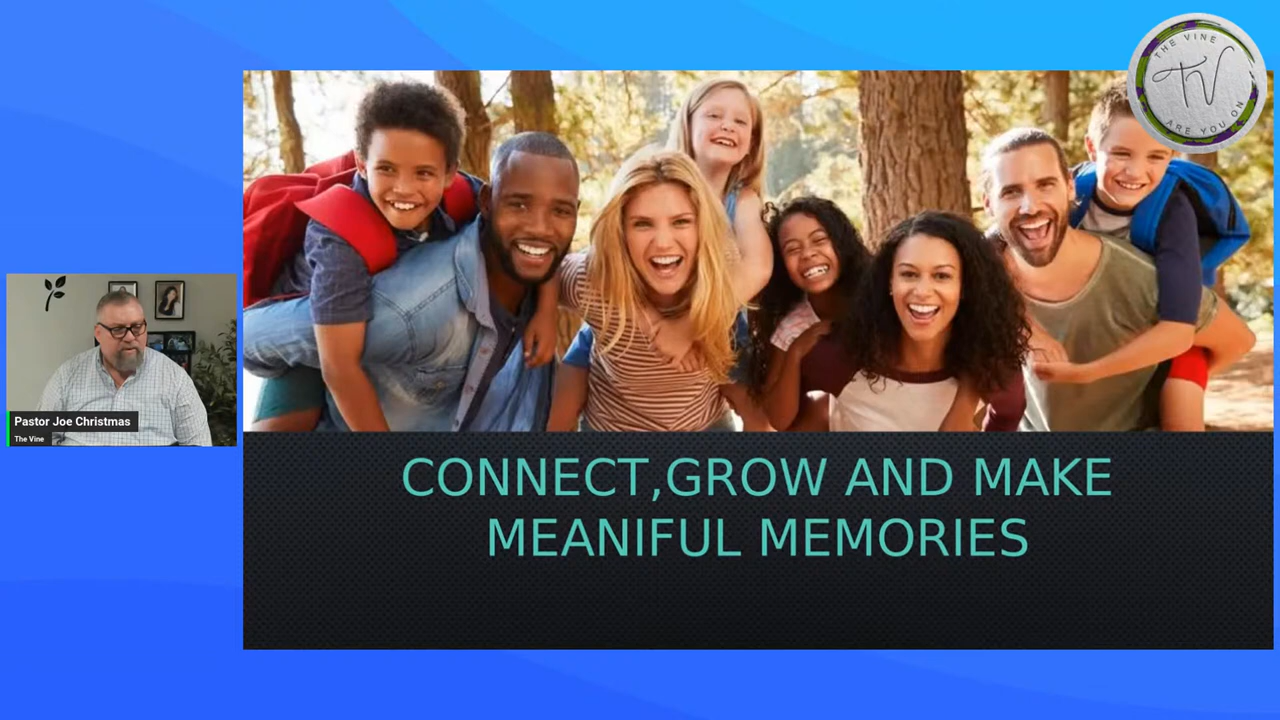 THE VINE
TV
ARE YOU ON
Pastor Joe Christmas
The Vine
CONNECT,GROW AND MAKE
MEANIFUL MEMORIES